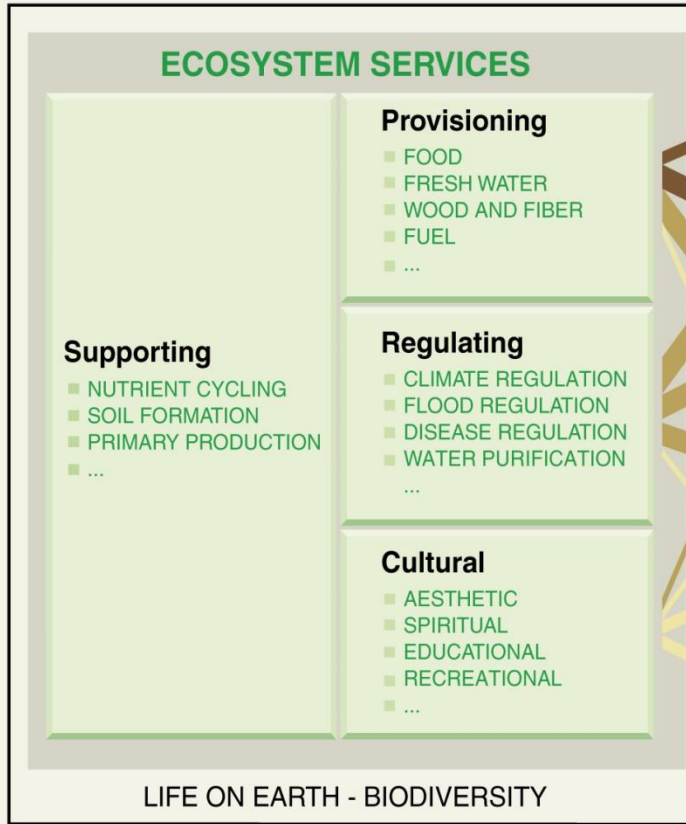 ECOSYSTEM SERVICES
Supporting
NUTRIENT CYCLING
SOIL FORMATION
PRIMARY PRODUCTION
...
Provisioning
FOOD
FRESH WATER
WOOD AND FIBER
FUEL
...
Regulating
CLIMATE REGULATION
FLOOD REGULATION
DISEASE REGULATION
WATER PURIFICATION
...
Cultural
AESTHETIC
SPIRITUAL
EDUCATIONAL
RECREATIONAL
...
LIFE ON EARTH - BIODIVERSITY